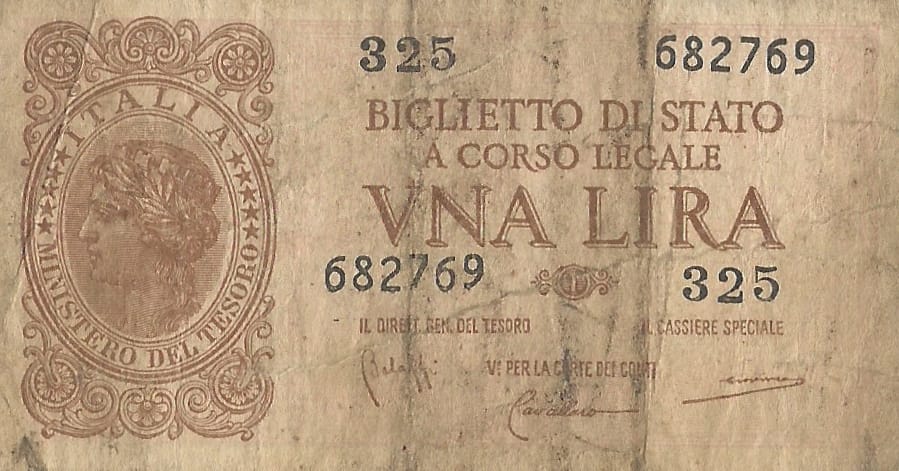 ITALIA
MINISTERO DEL TESORO
325 682769
BIGLIETTO DI STATO
A CORSO LEGALE
VNA LIRA
682769 325
IL DIRETT. GEN. DEL TESORO IL CASSIERE SPECIALE
Vº PER LA CORTE DEI CONTI
Cavallaro